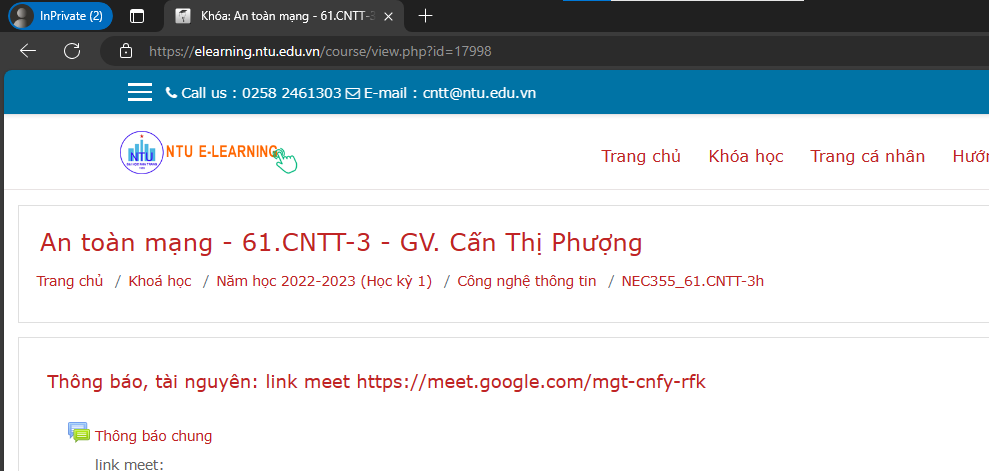 InPrivate (2)
Khóa: An toàn mạng - 61.CNTT-3
https://elearning.ntu.edu.vn/course/view.php?id=17998
Call us : 0258 2461303 E-mail : cntt@ntu.edu.vn
NTU
NTU E-LEARNING
Trang chủ Khóa học Trang cá nhân Hướn
An toàn mạng - 61.CNTT-3 - GV. Cấn Thị Phượng
Trang chủ / Khoá học / Năm học 2022-2023 (Học kỳ 1) / Công nghệ thông tin / NEC355_61.CNTT-3h
Thông báo, tài nguyên: link meet https://meet.google.com/mgt-cnfy-rfk
Thông báo chung
link meet: